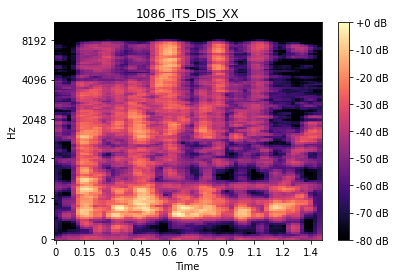 1086_ITS_DIS_XX
8192
4096
2048
1024
512
0
Hz
0 0.15 0.3 0.45 0.6 0.75 0.9 1.1 1.2 1.4
Time
+0 dB
-10 dB
-20 dB
-30 dB
-40 dB
-50 dB
-60 dB
-70 dB
-80 dB